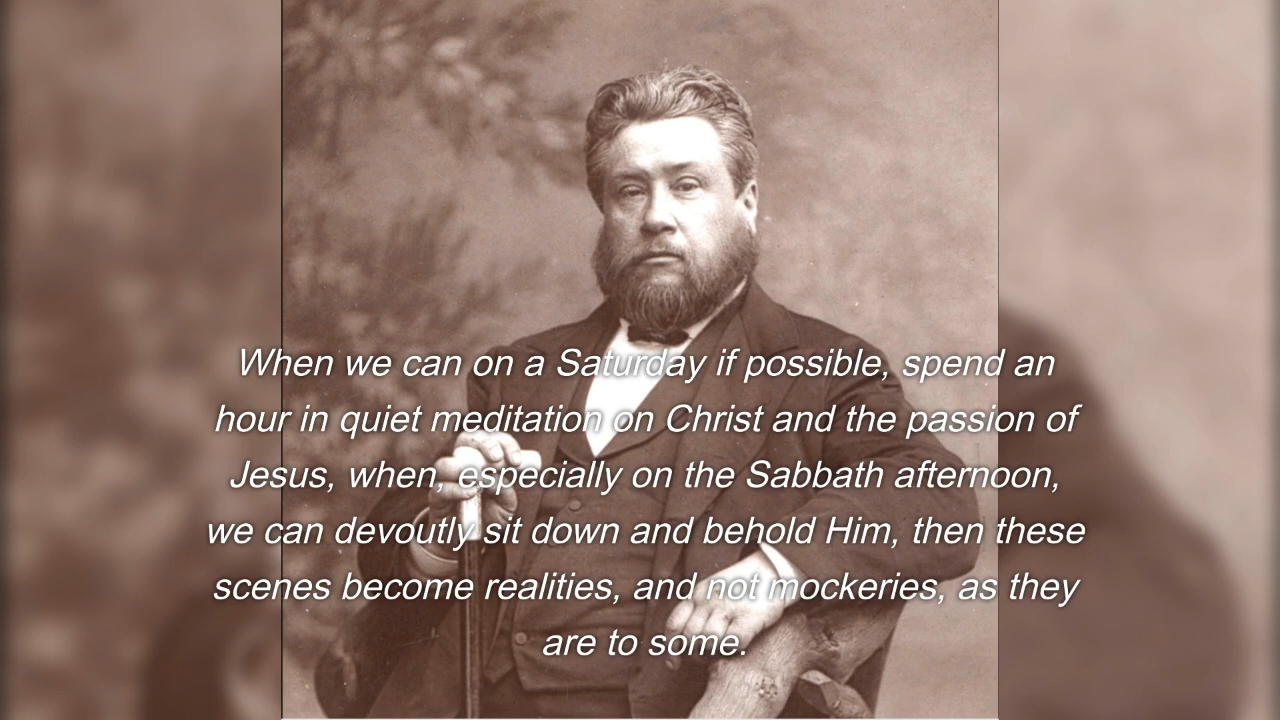 When we can on a Saturday if possible, spend an
hour in quiet meditation on Christ and the passion of
Jesus, when, especially on the Sabbath afternoon,
we can devoutly sit down and behold Him, then these
scenes become realities, and not mockeries, as they
are to some.